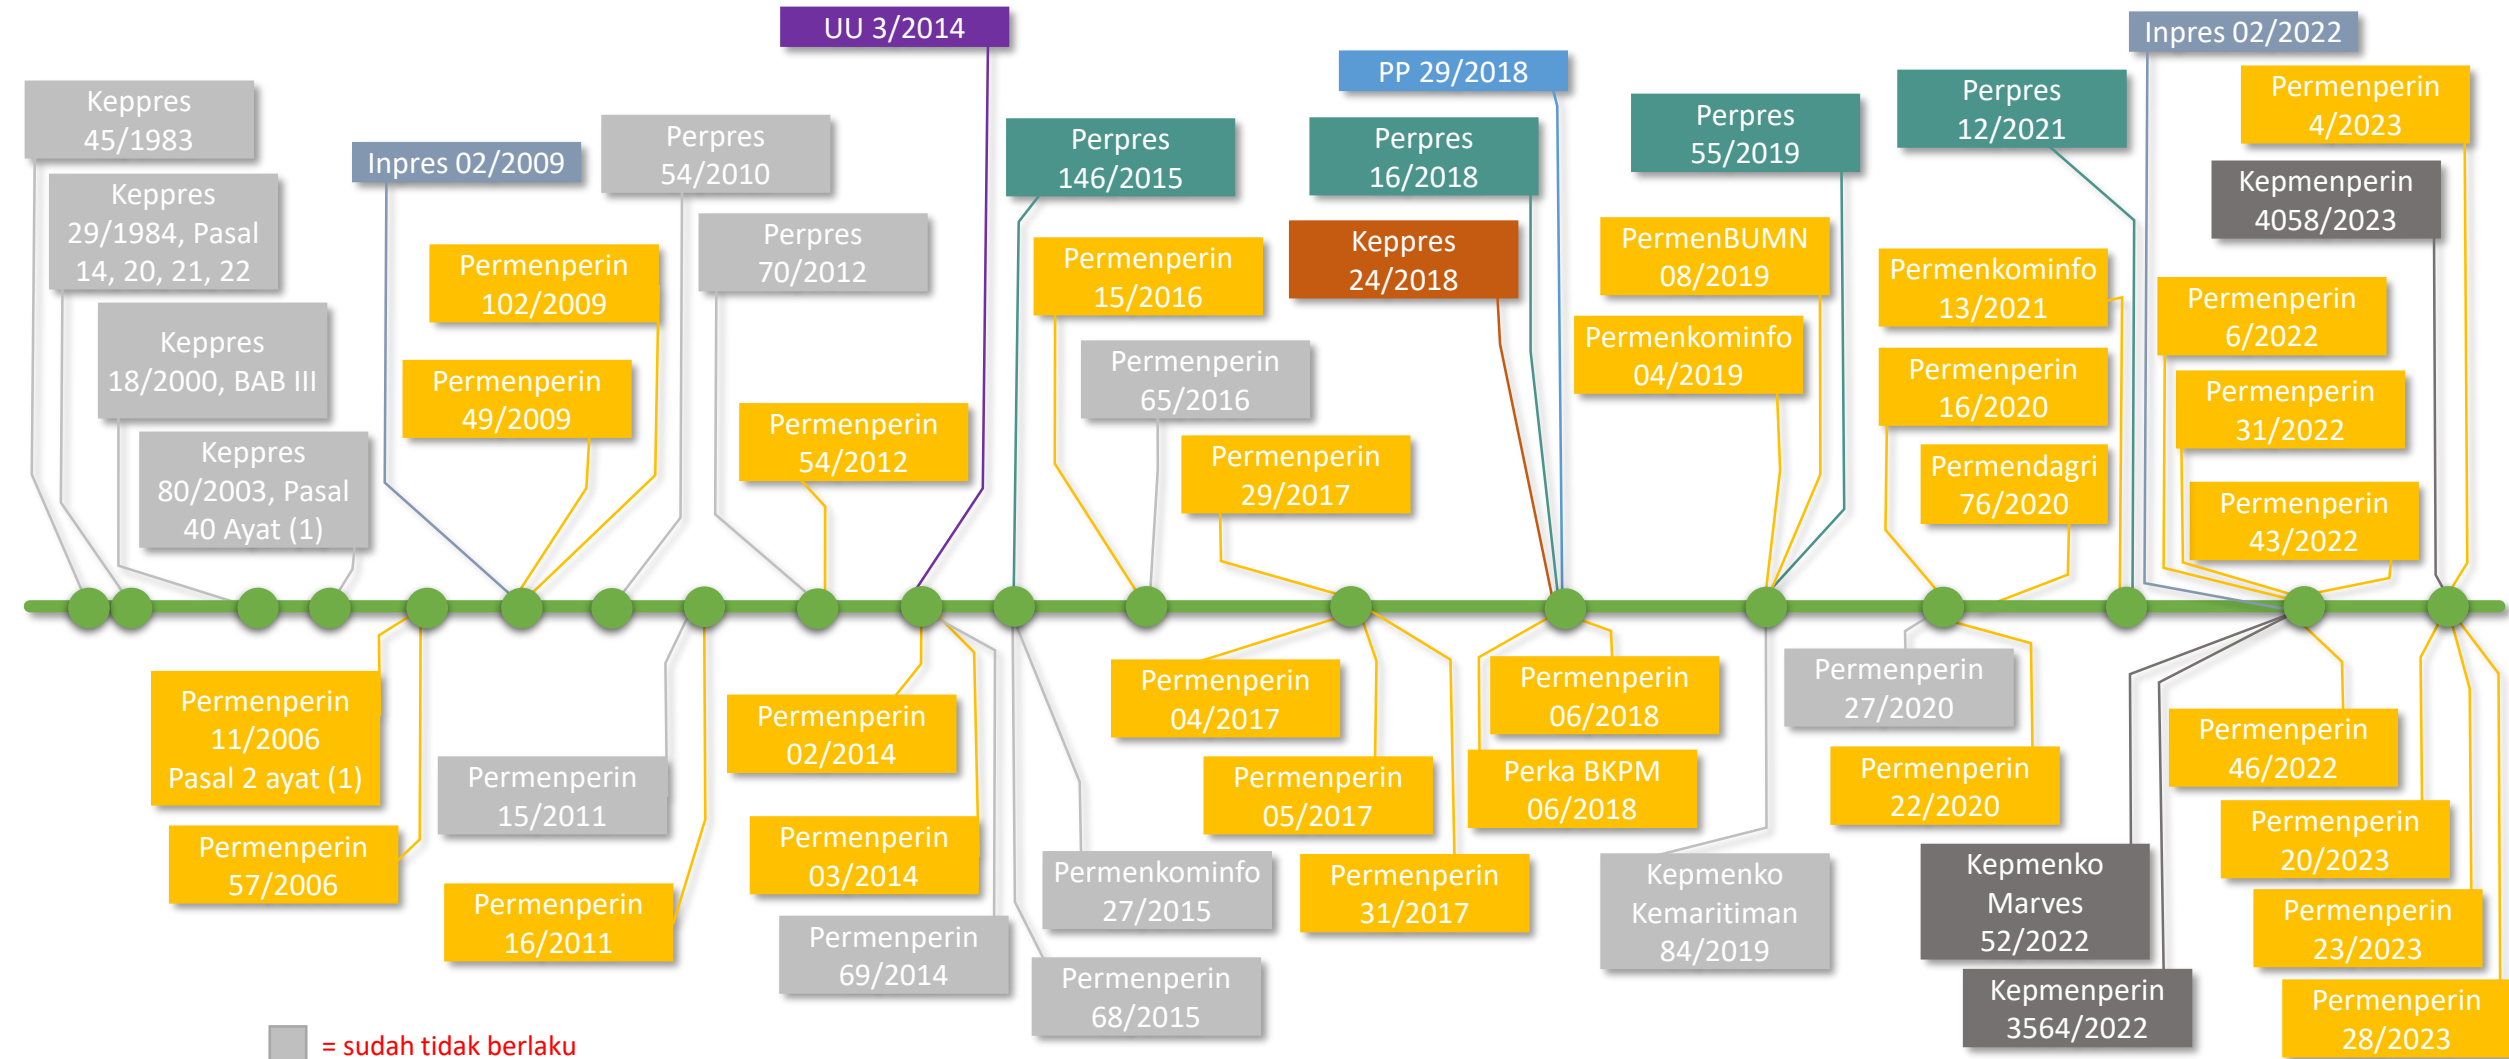 UU 3/2014
Inpres 02/2022
PP 29/2018
Keppres
45/1983
Perpres
54/2010
Perpres
146/2015
Perpres
16/2018
Perpres
55/2019
Perpres
12/2021
Permenperin
4/2023
Inpres 02/2009
Kepmenperin
4058/2023
Keppres
29/1984, Pasal
14, 20, 21, 22
Perpres
70/2012
Permenperin
15/2016
Keppres
24/2018
PermenBUMN
08/2019
Permenkominfo
13/2021
Permenperin
102/2009
Permenperin
6/2022
Keppres
18/2000, BAB III
Permenperin
49/2009
Permenperin
65/2016
Permenkominfo
04/2019
Permenperin
16/2020
Permenperin
31/2022
Keppres
80/2003, Pasal
40 Ayat (1)
Permenperin
54/2012
Permenperin
29/2017
Permendagri
76/2020
Permenperin
43/2022
Permenperin
11/2006
Pasal 2 ayat (1)
Permenperin
02/2014
Permenperin
04/2017
Permenperin
06/2018
Permenperin
27/2020
Permenperin
46/2022
Permenperin
15/2011
Permenperin
05/2017
Perka BKPM
06/2018
Permenperin
22/2020
Permenperin
57/2006
Permenperin
03/2014
Permenperin
20/2023
Permenperin
16/2011
Permenkominfo
27/2015
Permenperin
31/2017
Kepmenko
Kemaritiman
84/2019
Kepmenko
Marves
52/2022
Permenperin
23/2023
Permenperin
69/2014
Permenperin
68/2015
Kepmenperin
3564/2022
Permenperin
28/2023
= sudah tidak berlaku